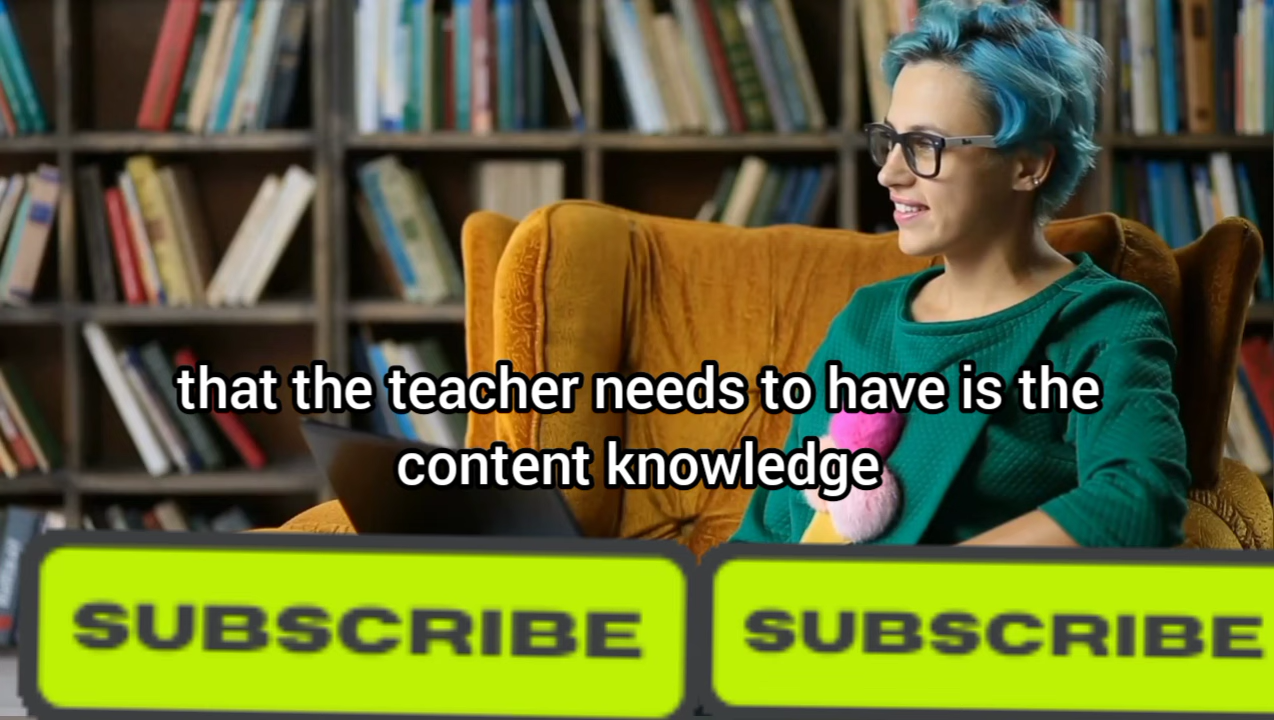 that the teacher needs to have is the
content knowledge
SUBSCRIBE SUBSCRIBE